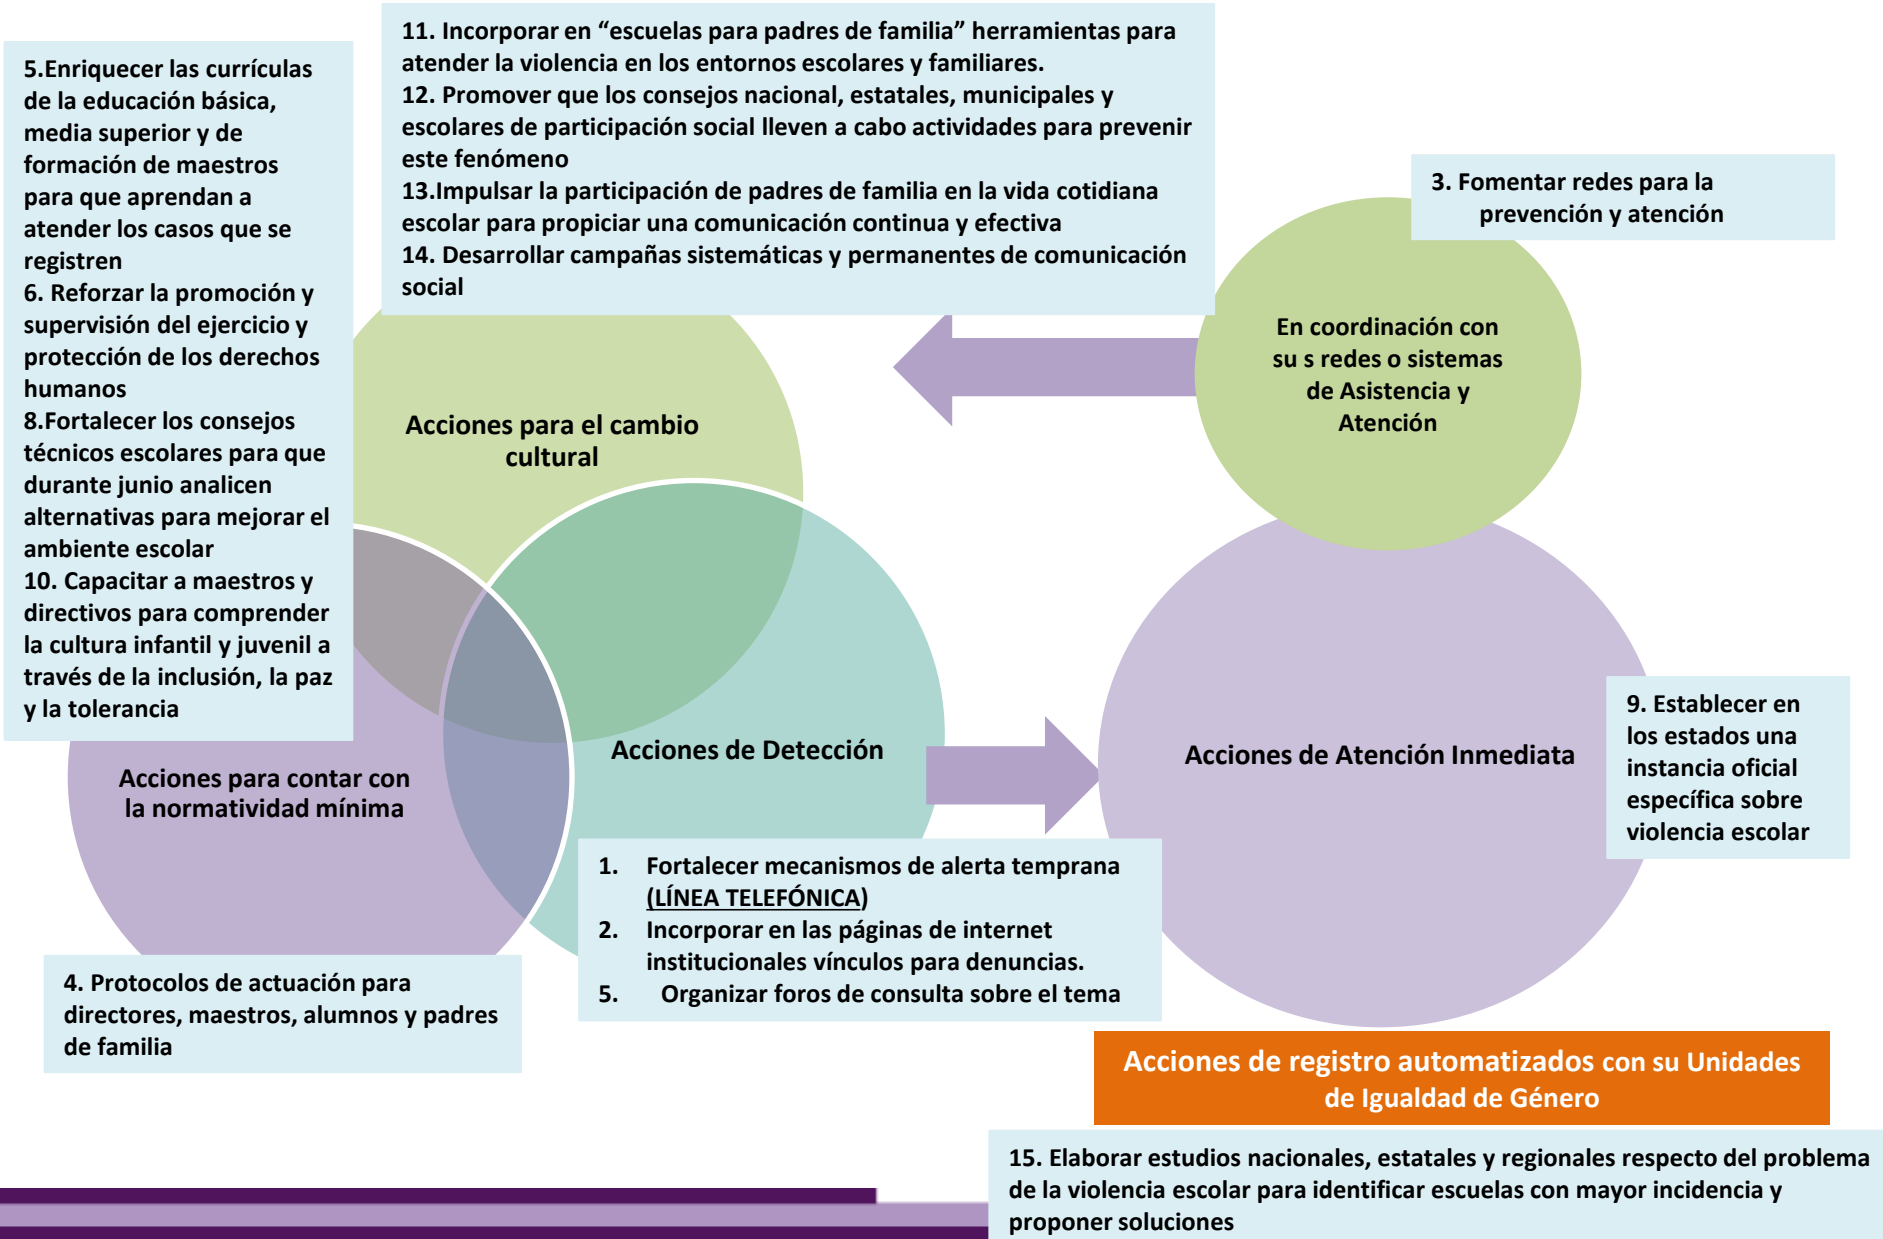 5.Enriquecer las currículas
de la educación básica,
media superior y de
formación de maestros
para que aprendan a
atender los casos que se
registren
6. Reforzar la promoción y
supervisión del ejercicio y
protección de los derechos
humanos
8.Fortalecer los consejos
técnicos escolares para que
durante junio analicen
alternativas para mejorar el
ambiente escolar
10. Capacitar a maestros y
directivos para comprender
la cultura infantil y juvenil a
través de la inclusión, la paz
y la tolerancia
11. Incorporar en “escuelas para padres de familia” herramientas para
atender la violencia en los entornos escolares y familiares.
12. Promover que los consejos nacional, estatales, municipales y
escolares de participación social lleven a cabo actividades para prevenir
este fenómeno
13.Impulsar la participación de padres de familia en la vida cotidiana
escolar para propiciar una comunicación continua y efectiva
14. Desarrollar campañas sistemáticas y permanentes de comunicación
social
3. Fomentar redes para la
prevención y atención
En coordinación con
su s redes o sistemas
de Asistencia y
Atención
Acciones para el cambio
cultural
Acciones de Detección
Acciones para contar con
la normatividad mínima
Acciones de Atención Inmediata
9. Establecer en
los estados una
instancia oficial
específica sobre
violencia escolar
1. Fortalecer mecanismos de alerta temprana
(LÍNEA TELEFÓNICA)
2. Incorporar en las páginas de internet
institucionales vínculos para denuncias.
5. Organizar foros de consulta sobre el tema
4. Protocolos de actuación para
directores, maestros, alumnos y padres
de familia
Acciones de registro automatizados con su Unidades
de Igualdad de Género
15. Elaborar estudios nacionales, estatales y regionales respecto del problema
de la violencia escolar para identificar escuelas con mayor incidencia y
proponer soluciones